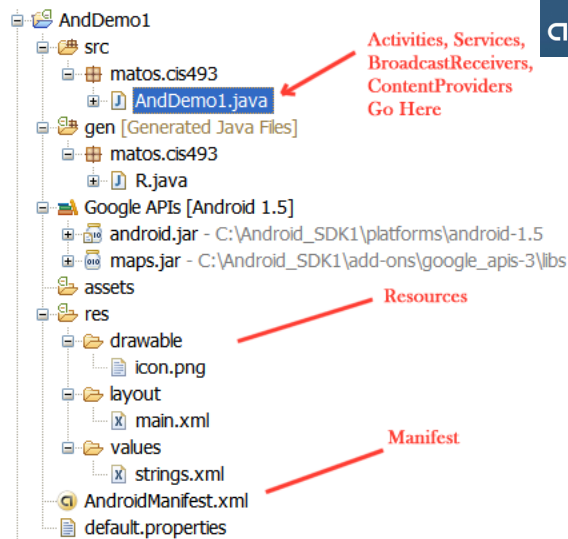 AndDemo1
src
matos.cis493
AndDemo1.java
Activities, Services,
BroadcastReceivers,
ContentProviders
Go Here
gen [Generated Java Files]
matos.cis493
R.java
Google APIs [Android 1.5]
android.jar - C:\Android_SDK1\platforms\android-1.5
maps.jar - C:\Android_SDK1\add-ons\google_apis-3\libs
assets
res
Resources
drawable
icon.png
layout
main.xml
values
Manifest
strings.xml
AndroidManifest.xml
default.properties